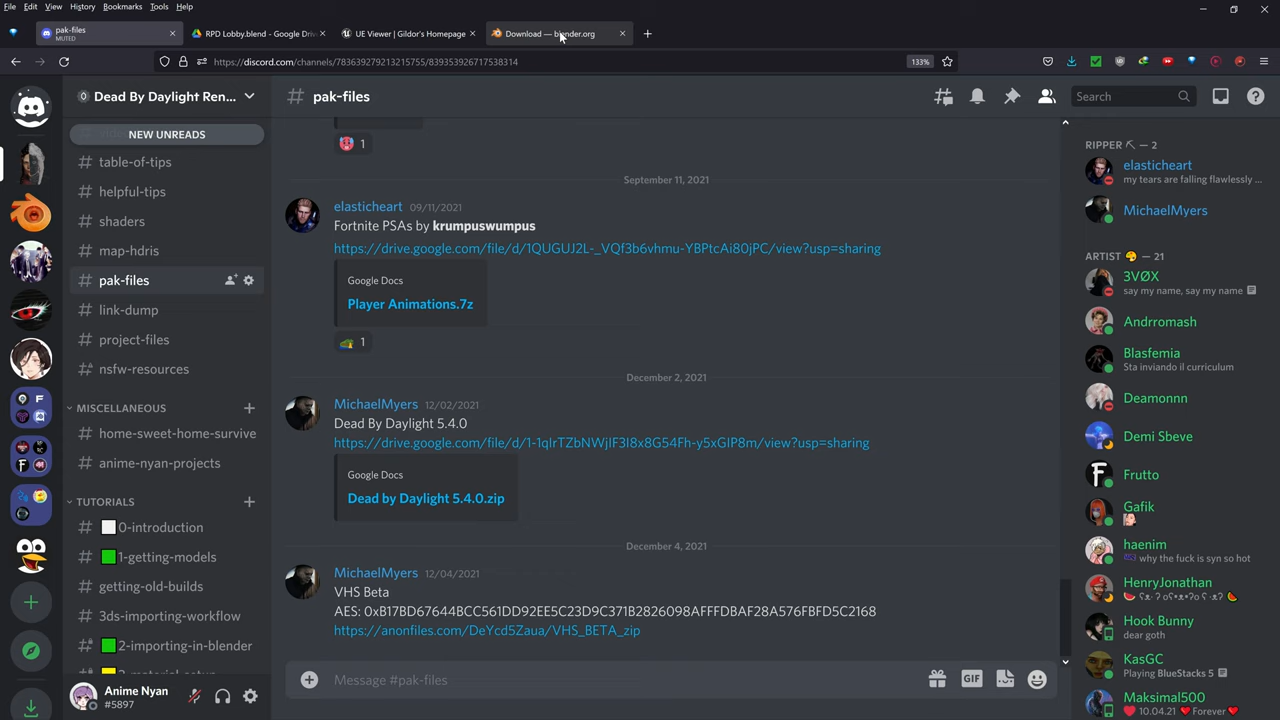 File Edit View History Bookmarks Tools Help
pak-files
MUTED
RPD Lobby.blend - Google Driv
UE Viewer | Gildor's Homepage
Download — blender.org
https://discord.com/channels/783639279213215755/839353926717538314
133%
Dead By Daylight Ren...
# pak-files
Search
NEW UNREADS
# table-of-tips
# helpful-tips
# shaders
# map-hdris
# pak-files
# link-dump
# project-files
# nsfw-resources
MISCELLANEOUS
# home-sweet-home-survive
# anime-nyan-projects
TUTORIALS
# 0-introduction
# 1-getting-models
# getting-old-builds
# 3ds-importing-workflow
# 2-importing-in-blender
Anime Nyan
#5897
1
September 11, 2021
elasticheart 09/11/2021
Fortnite PSAs by krumpuswumpus
https://drive.google.com/file/d/1QUGUJ2L-_VQf3b6vhmu-YBPtcAi80jPC/view?usp=sharing
Google Docs
Player Animations.7z
1
December 2, 2021
MichaelMyers 12/02/2021
Dead By Daylight 5.4.0
https://drive.google.com/file/d/1-1qIrTZbNWjIF3I8x8G54Fh-y5xGIP8m/view?usp=sharing
Google Docs
Dead by Daylight 5.4.0.zip
December 4, 2021
MichaelMyers 12/04/2021
VHS Beta
AES: 0xB17BD67644BCC561DD92EE5C23D9C371B2826098AFFFDBAF28A576FBFD5C2168
https://anonfiles.com/DeYcd5Zaua/VHS_BETA_zip
Message #pak-files
GIF
RIPPER ⛏ — 2
elasticheart
my tears are falling flawlessly ...
MichaelMyers
ARTIST — 21
3VØX
say my name, say my name
Andrromash
Blasfemia
Sta inviando il curriculum
Deamonnn
Demi Sbeve
Frutto
Gafik
haenim
why the fuck is syn so hot
HenryJonathan
Hook Bunny
dear goth
KasGC
Playing BlueStacks 5
Maksimal500
10.04.21 Forever